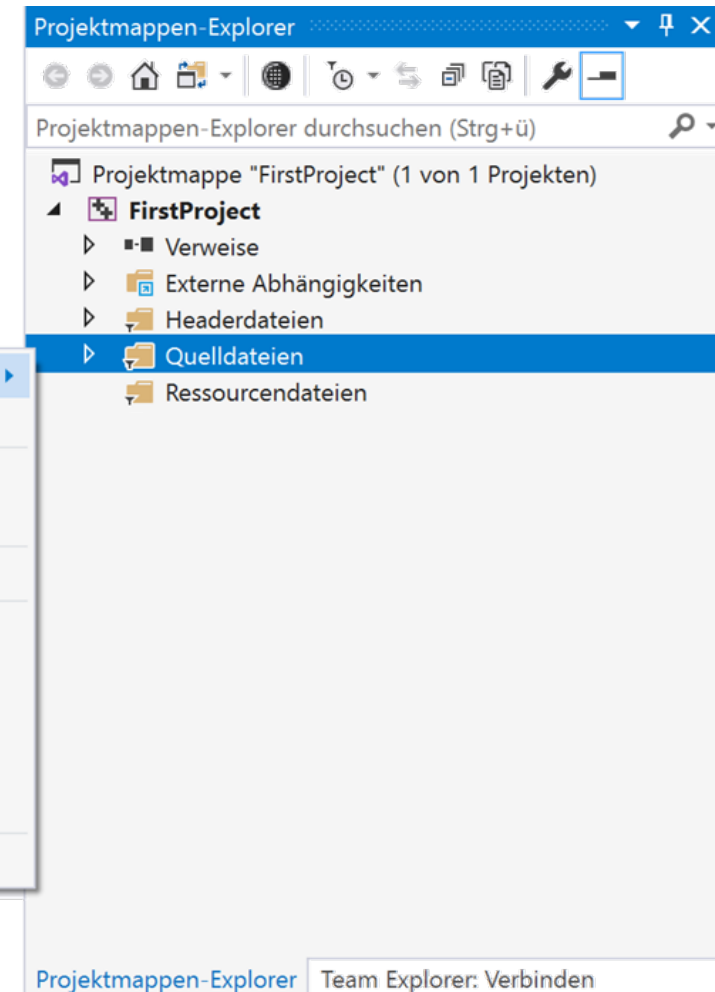 Projektmappen-Explorer
Projektmappen-Explorer durchsuchen (Strg+ü)
Projektmappe "FirstProject" (1 von 1 Projekten)
FirstProject
Verweise
Externe Abhängigkeiten
Headerdateien
Quelldateien
Ressourcendateien
Projektmappen-Explorer Team Explorer: Verbinden